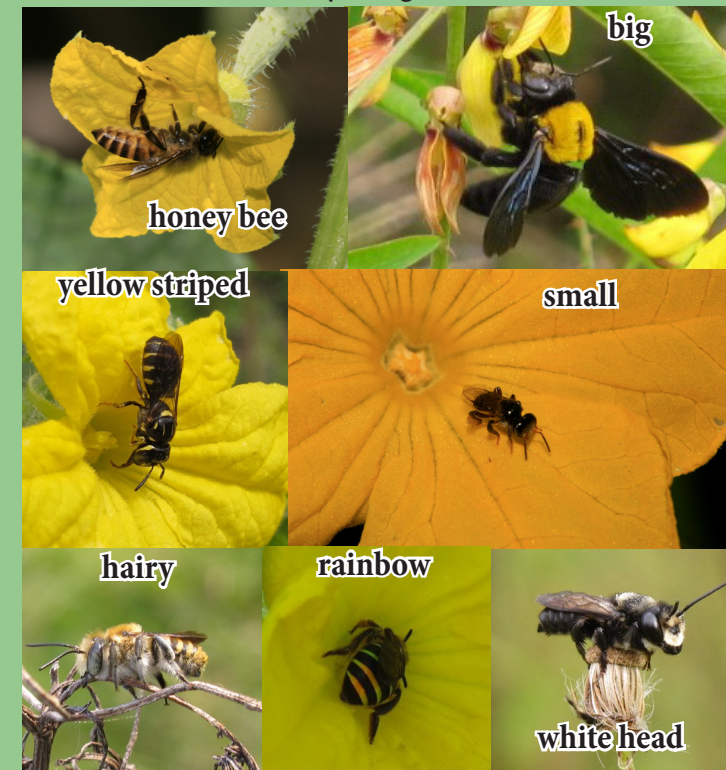 big
honey bee
yellow striped
small
hairy
rainbow
white head